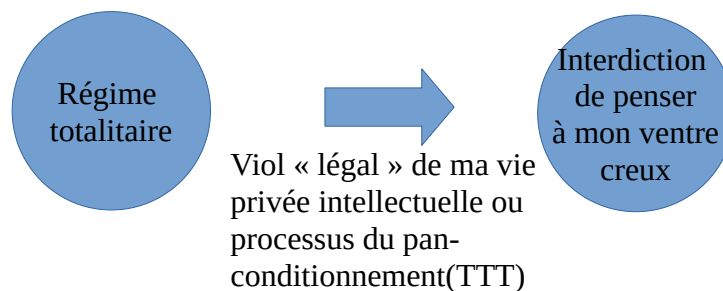 Régime
totalitaire
Viol « légal » de ma vie
privée intellectuelle ou
processus du pan-
conditionnement(TTT)
Interdiction
de penser
à mon ventre
creux